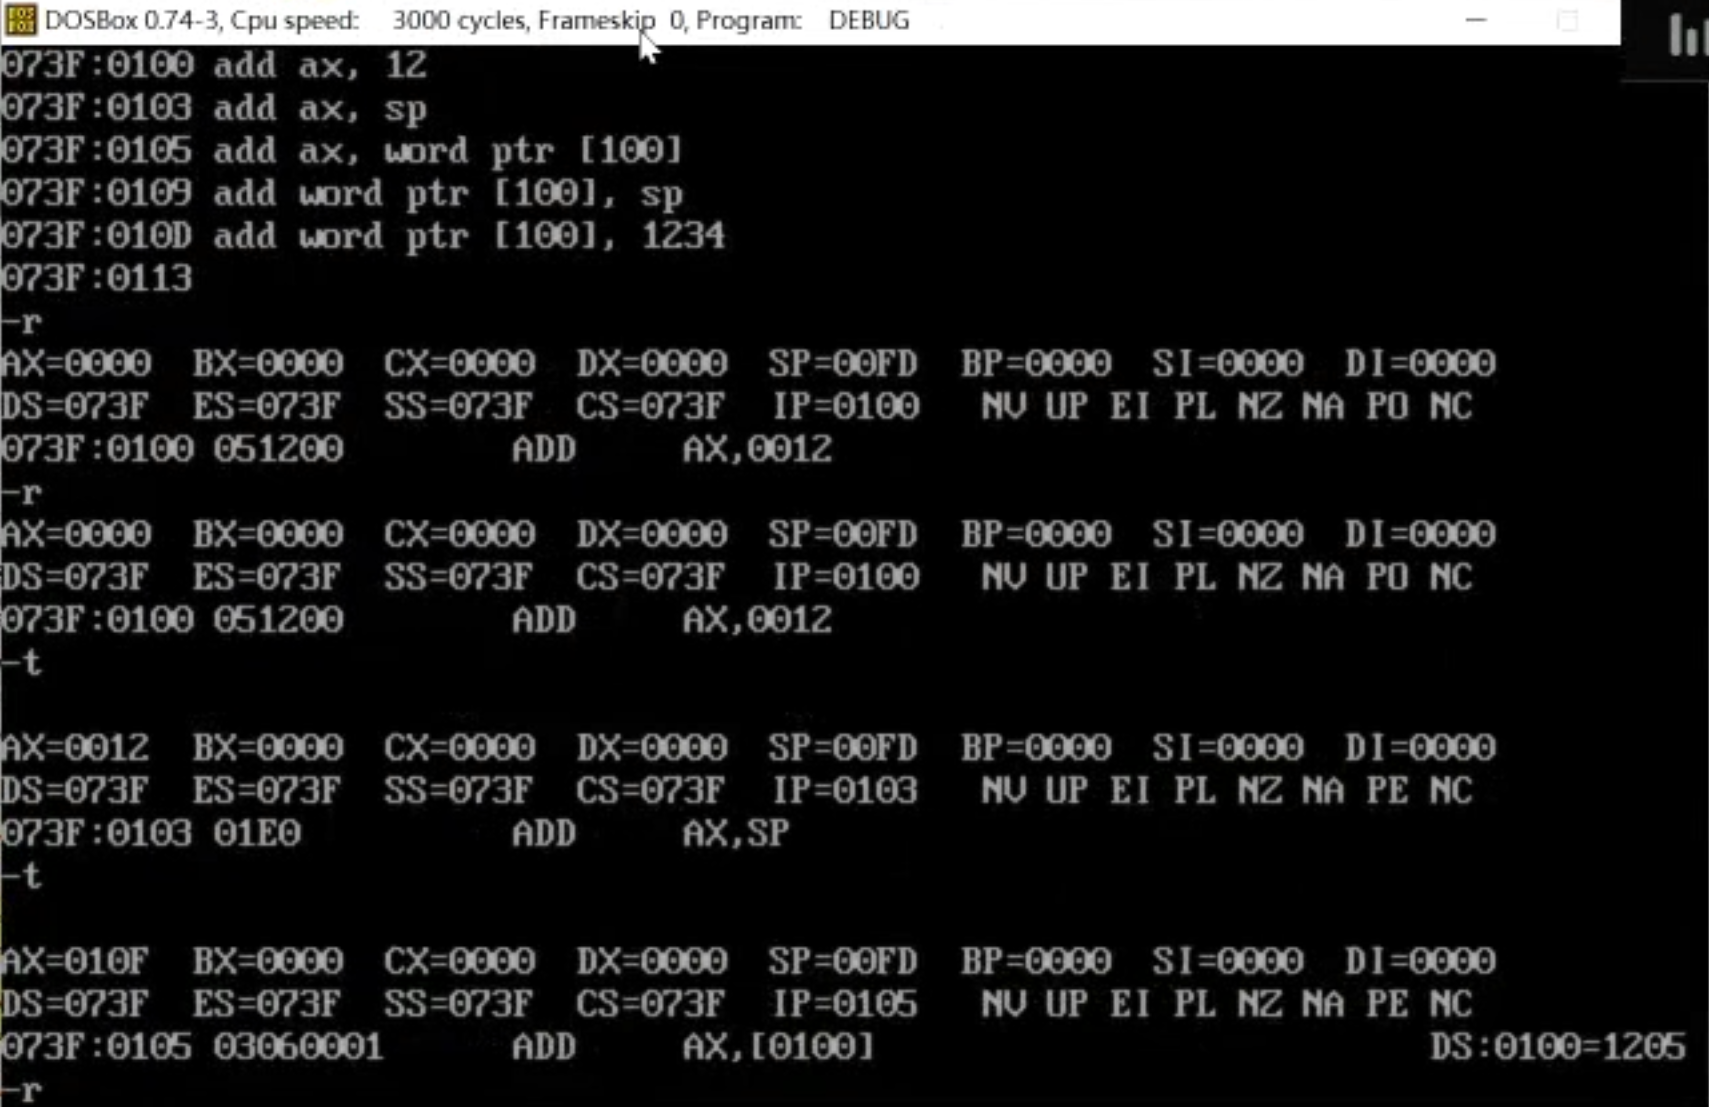 DOSBox 0.74-3, Cpu speed: 3000 cycles, Frameskip 0, Program: DEBUG
073F:0100 add ax, 12
073F:0103 add ax, sp
073F:0105 add ax, word ptr [100]
073F:0109 add word ptr [100], sp
073F:010D add word ptr [100], 1234
073F:0113
-r
AX=0000 BX=0000 CX=0000 DX=0000 SP=00FD BP=0000 SI=0000 DI=0000
DS=073F ES=073F SS=073F CS=073F IP=0100 NV UP EI PL NZ NA PO NC
073F:0100 051200 ADD AX,0012
-r
AX=0000 BX=0000 CX=0000 DX=0000 SP=00FD BP=0000 SI=0000 DI=0000
DS=073F ES=073F SS=073F CS=073F IP=0100 NV UP EI PL NZ NA PO NC
073F:0100 051200 ADD AX,0012
-t
AX=0012 BX=0000 CX=0000 DX=0000 SP=00FD BP=0000 SI=0000 DI=0000
DS=073F ES=073F SS=073F CS=073F IP=0103 NV UP EI PL NZ NA PE NC
073F:0103 01E0 ADD AX,SP
-t
AX=010F BX=0000 CX=0000 DX=0000 SP=00FD BP=0000 SI=0000 DI=0000
DS=073F ES=073F SS=073F CS=073F IP=0105 NV UP EI PL NZ NA PE NC
073F:0105 03060001 ADD AX,[0100] DS:0100=1205
-r